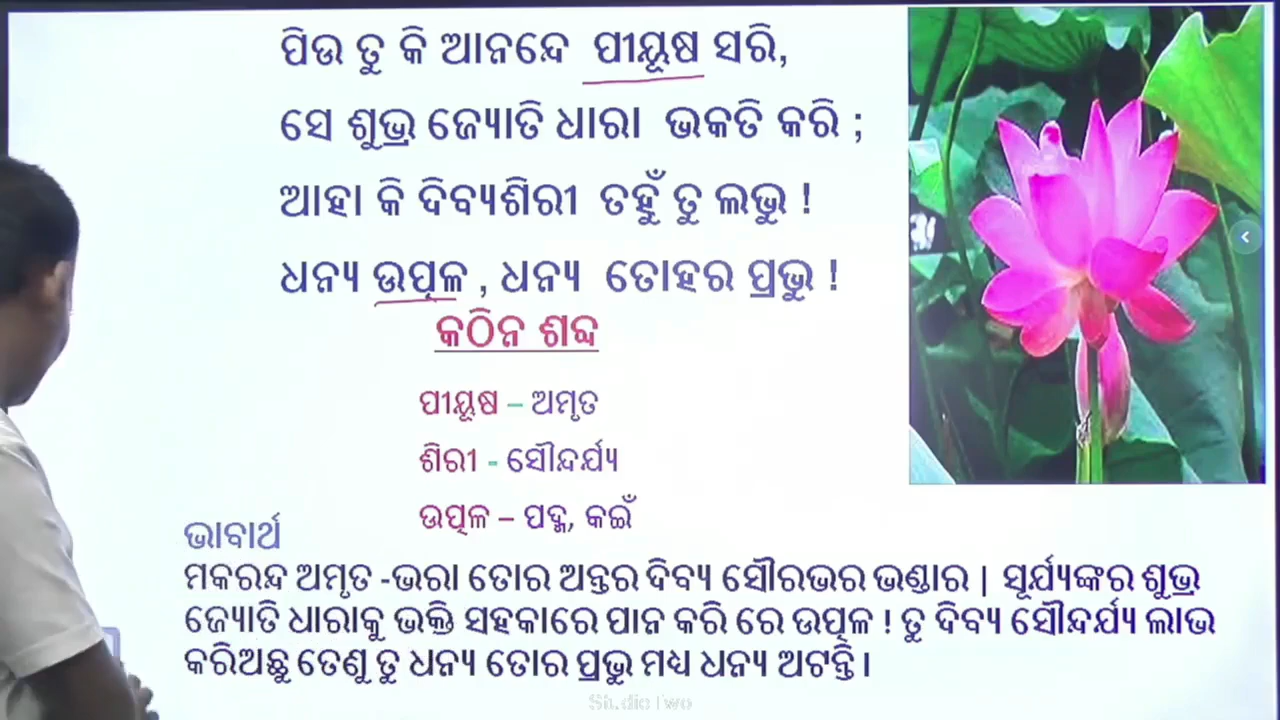 ପିଉ ତୁ କି ଆନନ୍ଦେ ପୀୟୂଷ ସରି,
ସେ ଶୁଭ୍ର ଜ୍ୟୋତି ଧାରା ଭକତି କରି ;
ଆହା କି ଦିବ୍ୟଶିରୀ ତହୁଁ ତୁ ଲଭୁ !
ଧନ୍ୟ ଉତ୍ପଳ , ଧନ୍ୟ ତୋହର ପ୍ରଭୁ !
କଠିନ ଶବ୍ଦ
ପୀୟୂଷ – ଅମୃତ
ଶିରୀ - ସୌନ୍ଦର୍ଯ୍ୟ
ଉତ୍ପଳ – ପଦ୍ମ, କଇଁ
ଭାବାର୍ଥ
ମକରନ୍ଦ ଅମୃତ -ଭରା ତୋର ଅନ୍ତର ଦିବ୍ୟ ସୌରଭର ଭଣ୍ଡାର | ସୂର୍ଯ୍ୟଙ୍କର ଶୁଭ୍ର
ଜ୍ୟୋତି ଧାରାକୁ ଭକ୍ତି ସହକାରେ ପାନ କରି ରେ ଉତ୍ପଳ ! ତୁ ଦିବ୍ୟ ସୌନ୍ଦର୍ଯ୍ୟ ଲାଭ
କରିଅଛୁ ତେଣୁ ତୁ ଧନ୍ୟ ତୋର ପ୍ରଭୁ ମଧ୍ୟ ଧନ୍ୟ ଅଟନ୍ତି ।